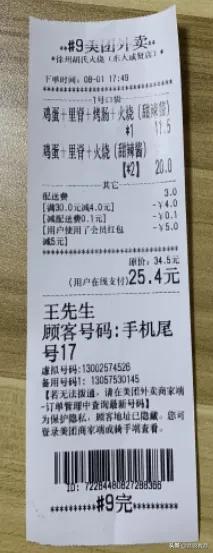 #9美团外卖
*徐州胡氏火烧(东大咸贤店)
下单时间: 08-01 17:49
1号口袋
鸡蛋+里脊+烤肠+火烧(甜辣酱)
*1 11.5
鸡蛋+里脊+火烧(甜辣酱)
【*2】 20.0
其它
配送费 3.0
[满30.0元减4.0元] -￥4.0
[减配送费0.1元] -￥0.1
[用户使用了会员红包 -￥5.0
减5元]
原价: 34.5元
(用户在线支付)25.4元
王先生
顾客号码:手机尾
号17
虚拟号码:13002574526
备用号码1: 13057530145
【若无法拨通，请在美团外卖商家端
-订单管理中查询最新号码】
为保护隐私，顾客地址已隐藏，您可
登录美团商家端或骑手端查看。
#9完